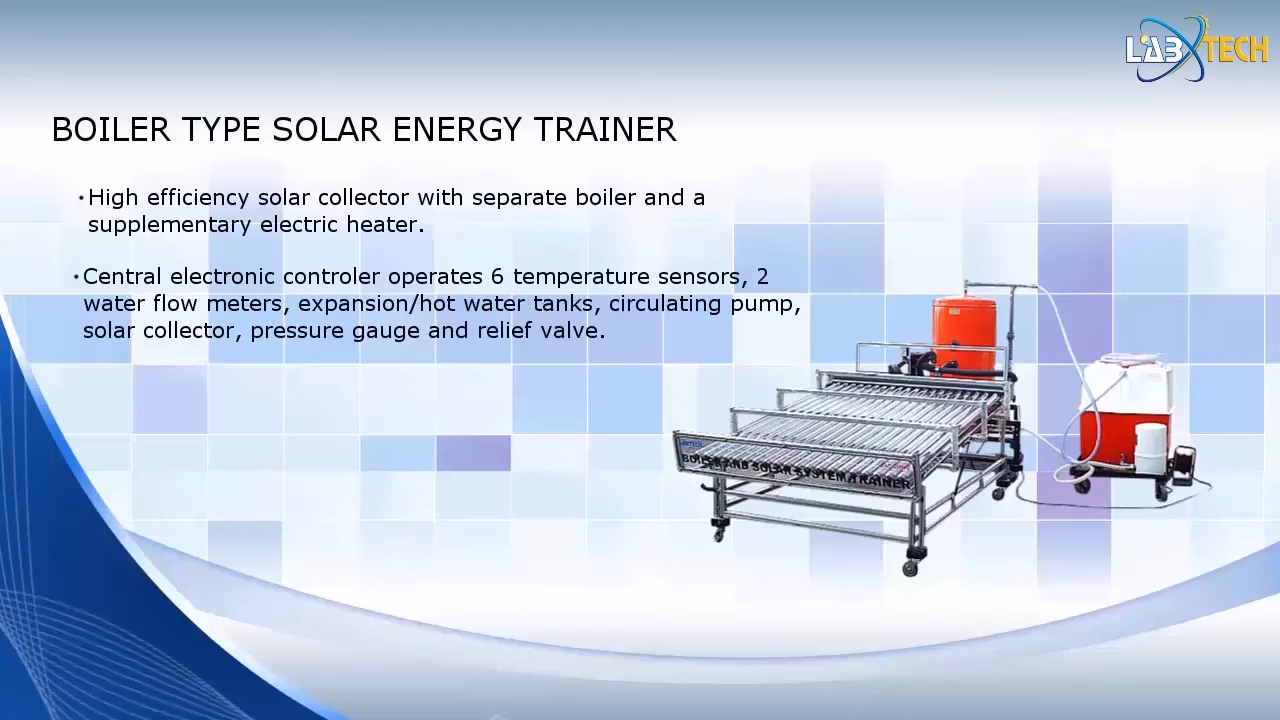 LABTECH
BOILER TYPE SOLAR ENERGY TRAINER
•High efficiency solar collector with separate boiler and a
supplementary electric heater.
•Central electronic controler operates 6 temperature sensors, 2
water flow meters, expansion/hot water tanks, circulating pump,
solar collector, pressure gauge and relief valve.
BOILER AND SOLAR SYSTEM TRAINER